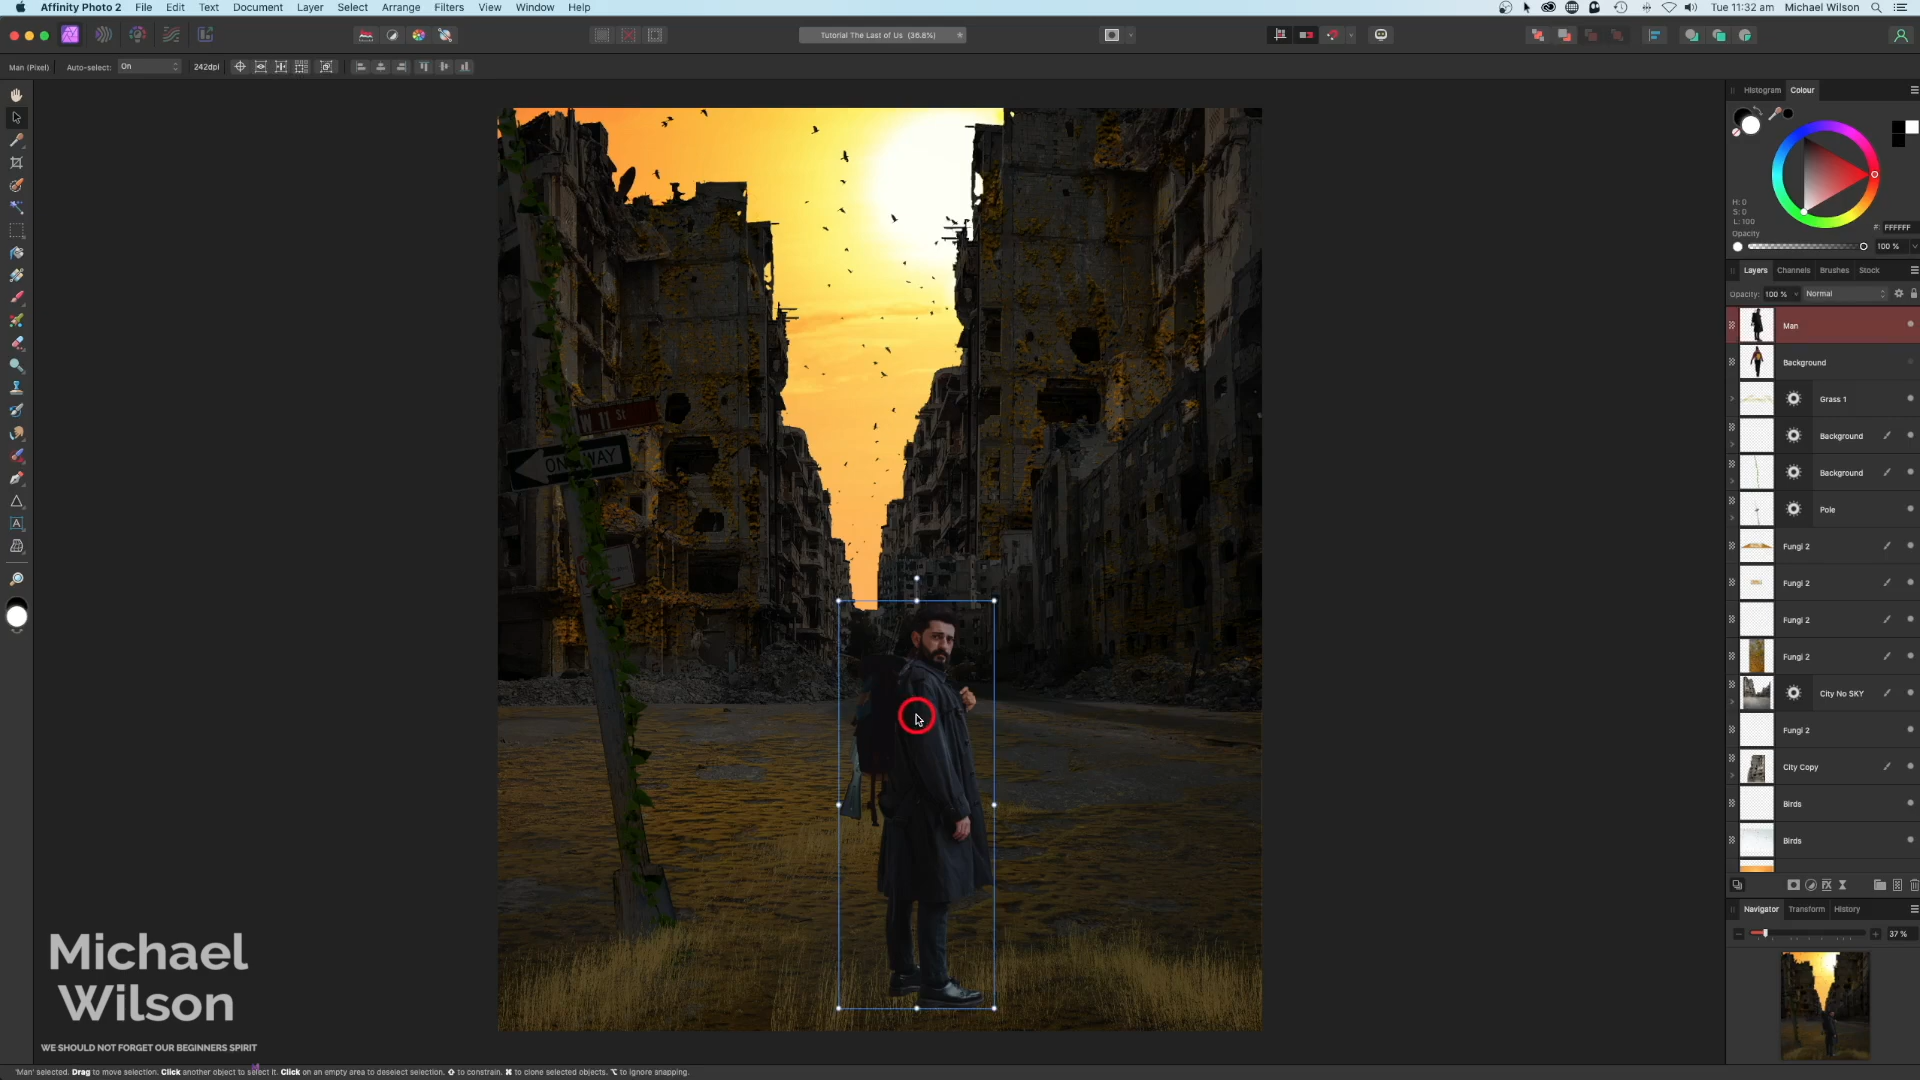 Affinity Photo 2 File Edit Text Document Layer Select Arrange Filters View Window Help
Tue 11:32 am Michael Wilson
Tutorial The Last of Us (36.8%)
Man (Pixel) Auto-select: On 242dpi
Histogram Colour
H: 0
S: 0
L: 100
#: FFFFFF
Opacity
100 %
Layers Channels Brushes Stock
Opacity: 100 % Normal
Man
Background
Grass 1
Background
Background
Pole
Fungi 2
Fungi 2
Fungi 2
Fungi 2
City No SKY
Fungi 2
City Copy
Birds
Birds
Navigator Transform History
37 %
N 11 St
ONE WAY
Michael
Wilson
WE SHOULD NOT FORGET OUR BEGINNERS SPIRIT
'Man' selected. Drag to move selection. Click another object to select it. Click on an empty area to deselect selection. ⇧ to constrain. ⌘ to clone selected objects. ⌥ to ignore snapping.